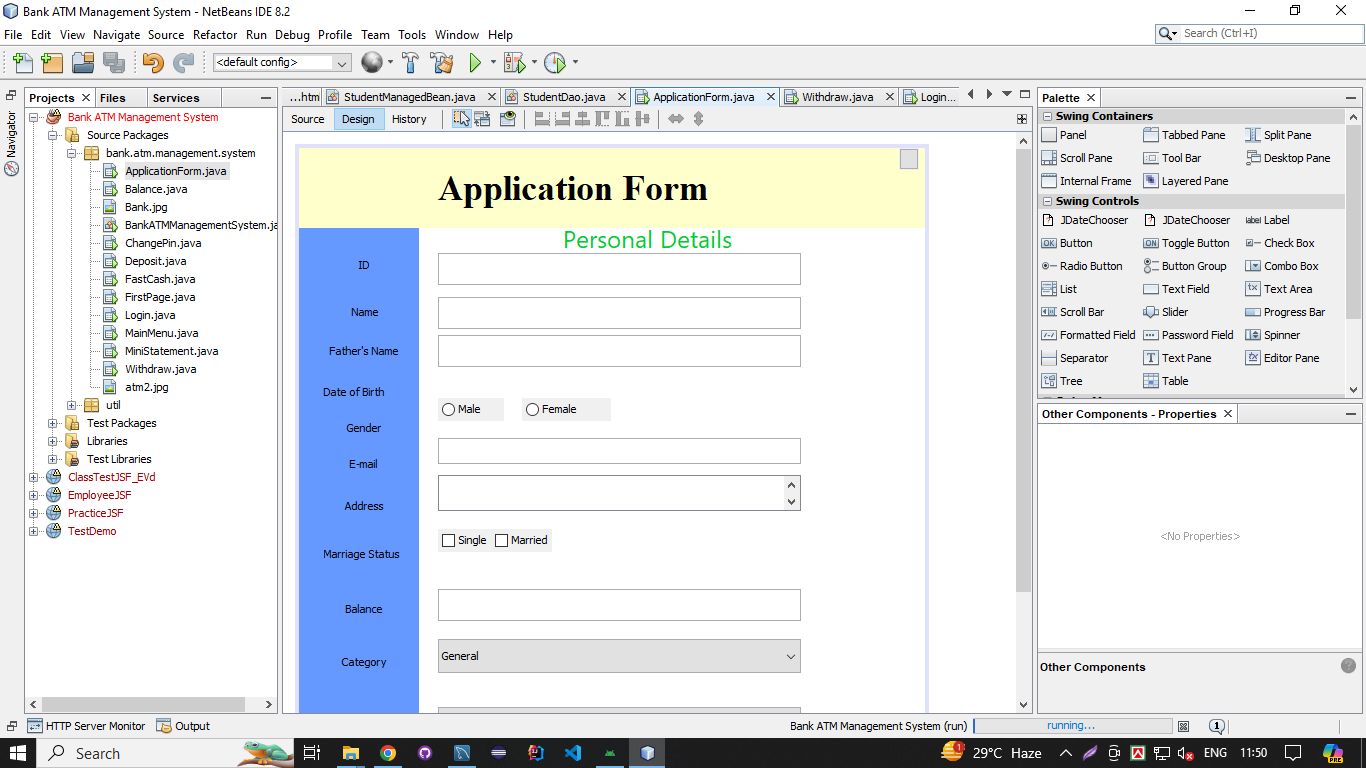 Bank ATM Management System - NetBeans IDE 8.2
File Edit View Navigate Source Refactor Run Debug Profile Team Tools Window Help
Search (Ctrl+I)
<default config>
Projects Files Services
Navigator
Bank ATM Management System
Source Packages
bank.atm.management.system
ApplicationForm.java
Balance.java
Bank.jpg
BankATMManagementSystem.ja
ChangePin.java
Deposit.java
FastCash.java
FirstPage.java
Login.java
MainMenu.java
MiniStatement.java
Withdraw.java
atm2.jpg
util
Test Packages
Libraries
Test Libraries
ClassTestJSF_EVd
EmployeeJSF
PracticeJSF
TestDemo
...htm StudentManagedBean.java StudentDao.java ApplicationForm.java Withdraw.java Login...
Source Design History
Application Form
Personal Details
ID
Name
Father's Name
Date of Birth
Male Female
Gender
E-mail
Address
Single Married
Marriage Status
Balance
General
Category
Palette
Swing Containers
Panel Tabbed Pane Split Pane
Scroll Pane Tool Bar Desktop Pane
Internal Frame Layered Pane
Swing Controls
JDateChooser JDateChooser label Label
OK Button ON Toggle Button Check Box
Radio Button Button Group Combo Box
List Text Field Text Area
Scroll Bar Slider Progress Bar
Formatted Field Password Field Spinner
Separator Text Pane Editor Pane
Tree Table
Other Components - Properties
<No Properties>
Other Components
HTTP Server Monitor Output
Bank ATM Management System (run) running... 1
Search
1 29°C Haze ENG 11:50 PRE